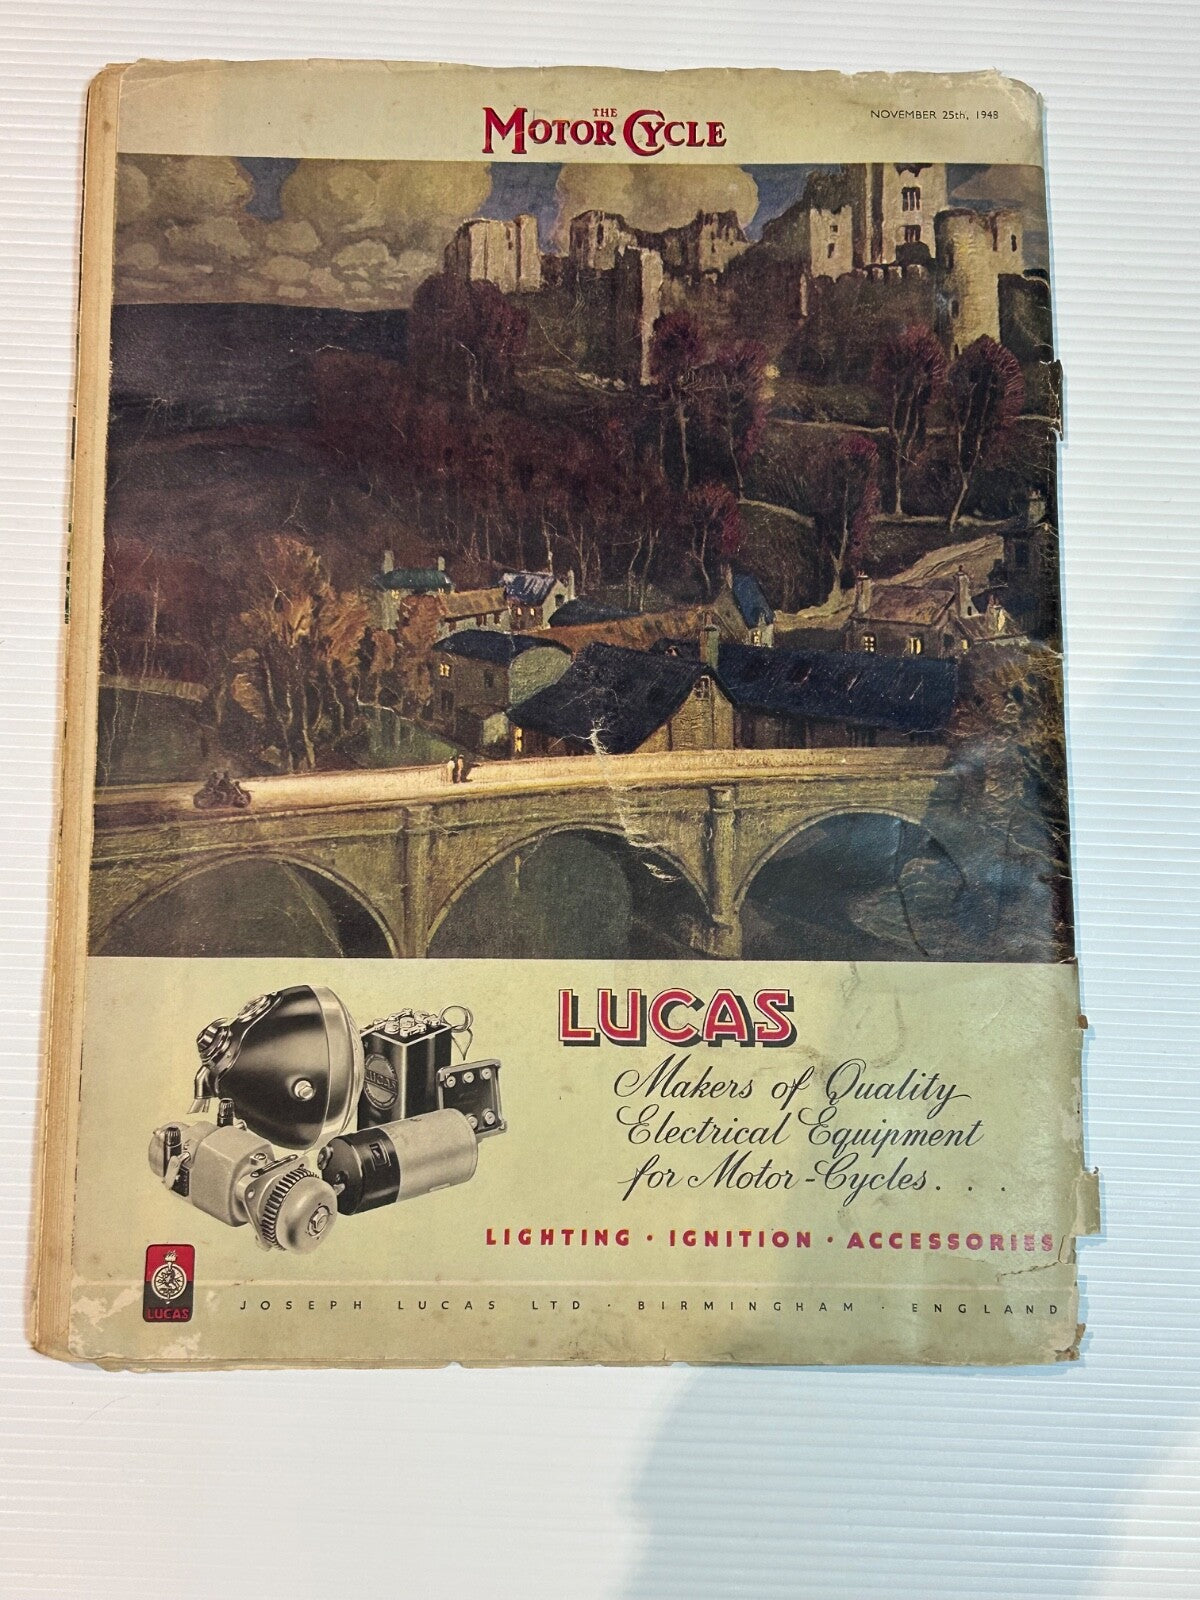 THE
MOTOR CYCLE
NOVEMBER 25th, 1948
LUCAS
LUCAS
Makers of Quality
Electrical Equipment
for Motor-Cycles. . .
LIGHTING · IGNITION · ACCESSORIES
LUCAS
JOSEPH LUCAS LTD · BIRMINGHAM · ENGLAND